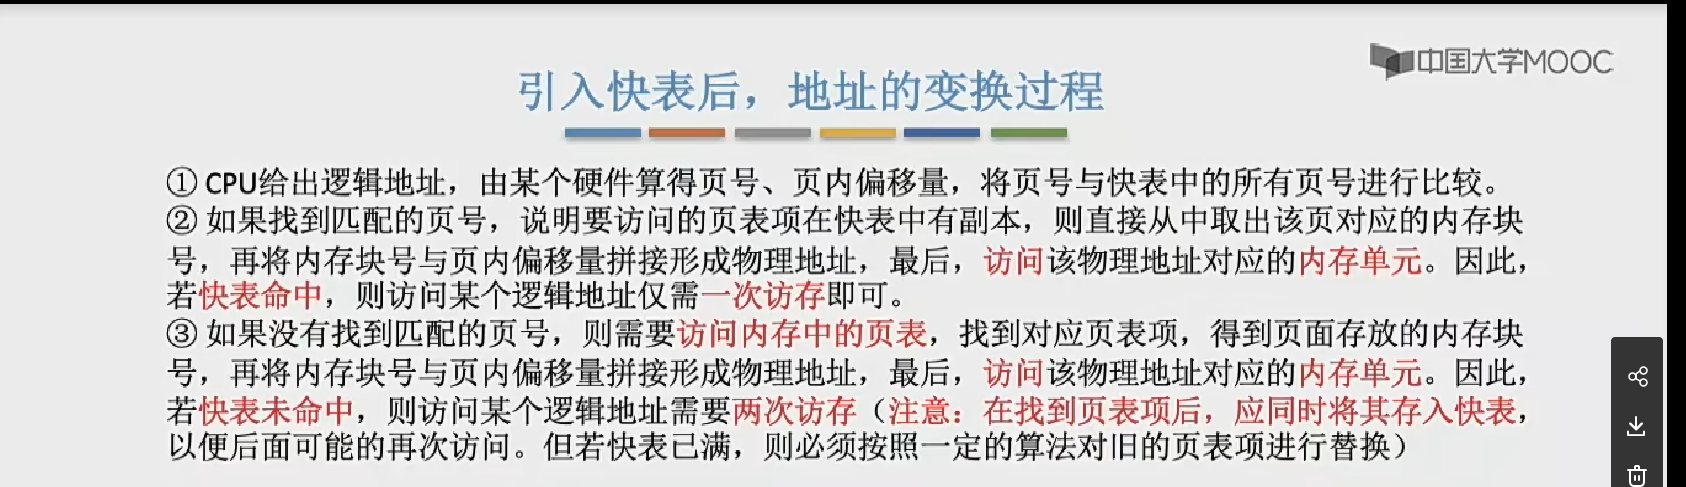 中国大学MOOC
引入快表后，地址的变换过程
① CPU给出逻辑地址，由某个硬件算得页号、页内偏移量，将页号与快表中的所有页号进行比较。
② 如果找到匹配的页号，说明要访问的页表项在快表中有副本，则直接从中取出该页对应的内存块
号，再将内存块号与页内偏移量拼接形成物理地址，最后，访问该物理地址对应的内存单元。因此，
若快表命中，则访问某个逻辑地址仅需一次访存即可。
③ 如果没有找到匹配的页号，则需要访问内存中的页表，找到对应页表项，得到页面存放的内存块
号，再将内存块号与页内偏移量拼接形成物理地址，最后，访问该物理地址对应的内存单元。因此，
若快表未命中，则访问某个逻辑地址需要两次访存（注意：在找到页表项后，应同时将其存入快表，
以便后面可能的再次访问。但若快表已满，则必须按照一定的算法对旧的页表项进行替换）